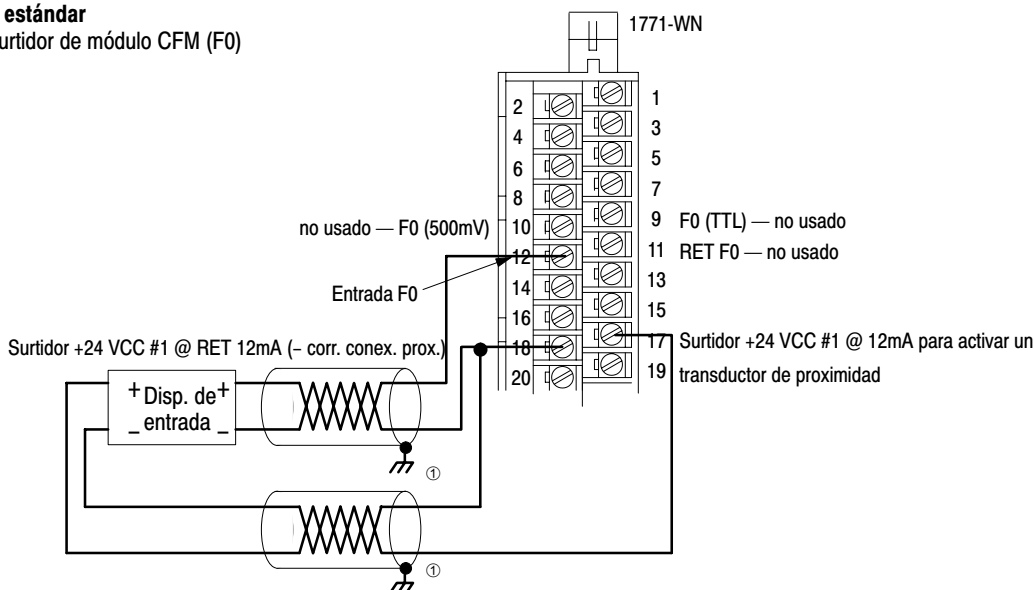 estándar
urtidor de módulo CFM (F0)
1771-WN
2
1
4
3
6
5
8
7
no usado — F0 (500mV)
10
9 F0 (TTL) — no usado
12
11 RET F0 — no usado
Entrada F0
14
13
16
15
Surtidor +24 VCC #1 @ RET 12mA (– corr. conex. prox.)
18
17 Surtidor +24 VCC #1 @ 12mA para activar un
20
19 transductor de proximidad
+ Disp. de +
– entrada –
①
①